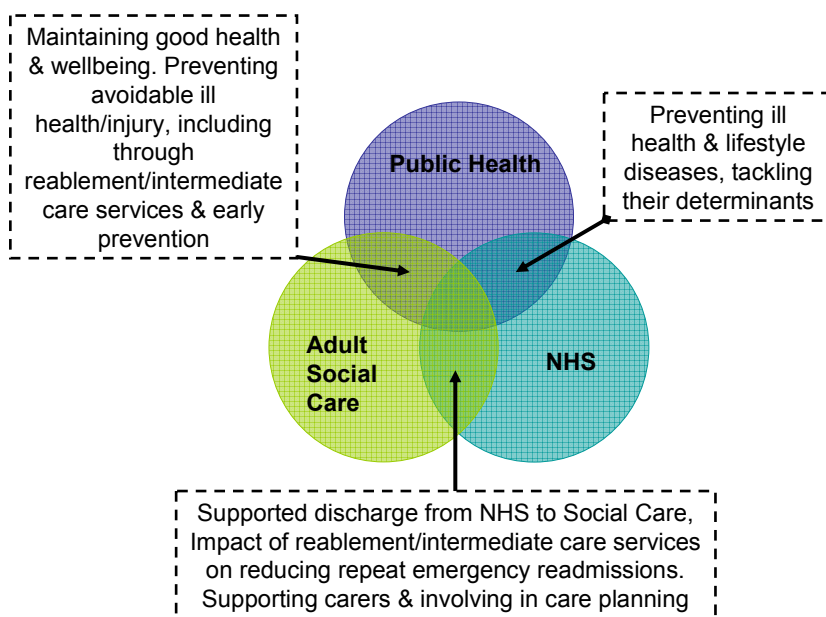 Maintaining good health
& wellbeing. Preventing
avoidable ill
health/injury, including
through
reablement/intermediate
care services & early
prevention
Preventing ill
health & lifestyle
diseases, tackling
their determinants
Public Health
Adult
Social
Care
NHS
Supported discharge from NHS to Social Care,
Impact of reablement/intermediate care services
on reducing repeat emergency readmissions.
Supporting carers & involving in care planning